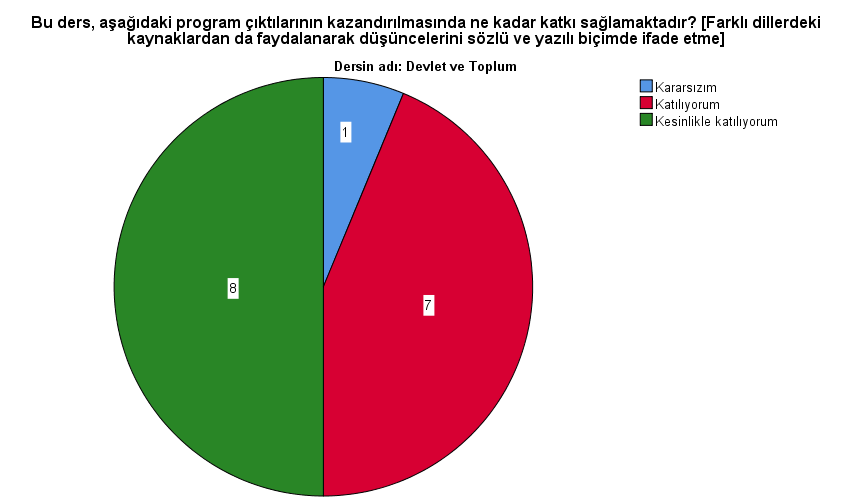 Bu ders, aşağıdaki program çıktılarının kazandırılmasında ne kadar katkı sağlamaktadır? [Farklı dillerdeki
kaynaklardan da faydalanarak düşüncelerini sözlü ve yazılı biçimde ifade etme]
Dersin adı: Devlet ve Toplum
Kararsızım
Katılıyorum
Kesinlikle katılıyorum
1
8
7